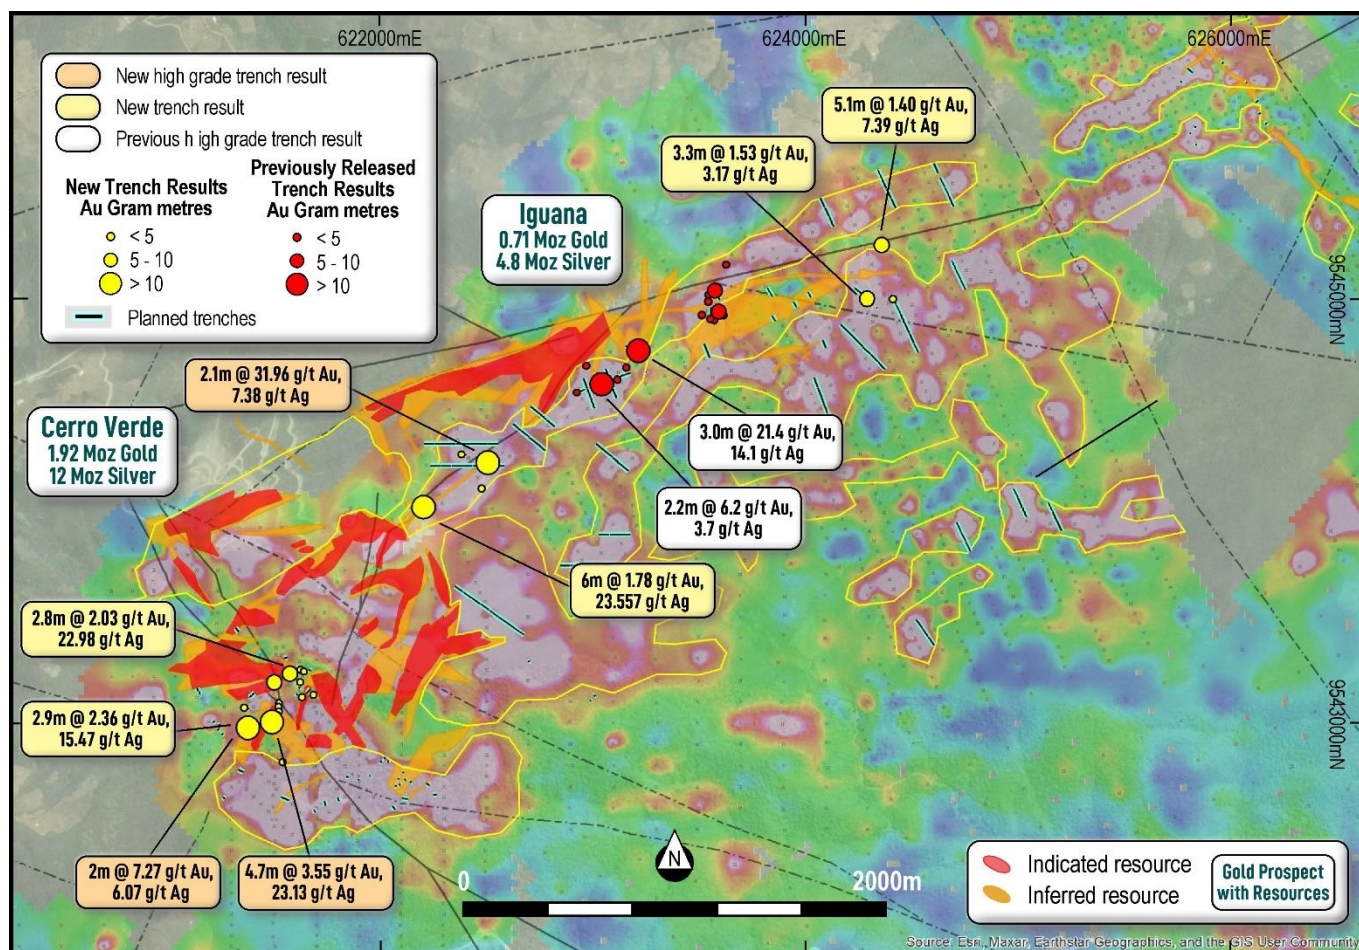 622000mE
624000mE
626000mE
New high grade trench result
New trench result
Previous h igh grade trench result
New Trench Results
Au Gram metres
< 5
5 - 10
> 10
Previously Released
Trench Results
Au Gram metres
< 5
5 - 10
> 10
Planned trenches
5.1m @ 1.40 g/t Au,
7.39 g/t Ag
3.3m @ 1.53 g/t Au,
3.17 g/t Ag
Iguana
0.71 Moz Gold
4.8 Moz Silver
9545000mN
2.1m @ 31.96 g/t Au,
7.38 g/t Ag
Cerro Verde
1.92 Moz Gold
12 Moz Silver
3.0m @ 21.4 g/t Au,
14.1 g/t Ag
2.2m @ 6.2 g/t Au,
3.7 g/t Ag
6m @ 1.78 g/t Au,
23.557 g/t Ag
2.8m @ 2.03 g/t Au,
22.98 g/t Ag
2.9m @ 2.36 g/t Au,
15.47 g/t Ag
9543000mN
2m @ 7.27 g/t Au,
6.07 g/t Ag
4.7m @ 3.55 g/t Au,
23.13 g/t Ag
N
0
2000m
Indicated resource
Inferred resource
Gold Prospect
with Resources
Source: Esri, Maxar, Earthstar Geographics, and the GIS User Community